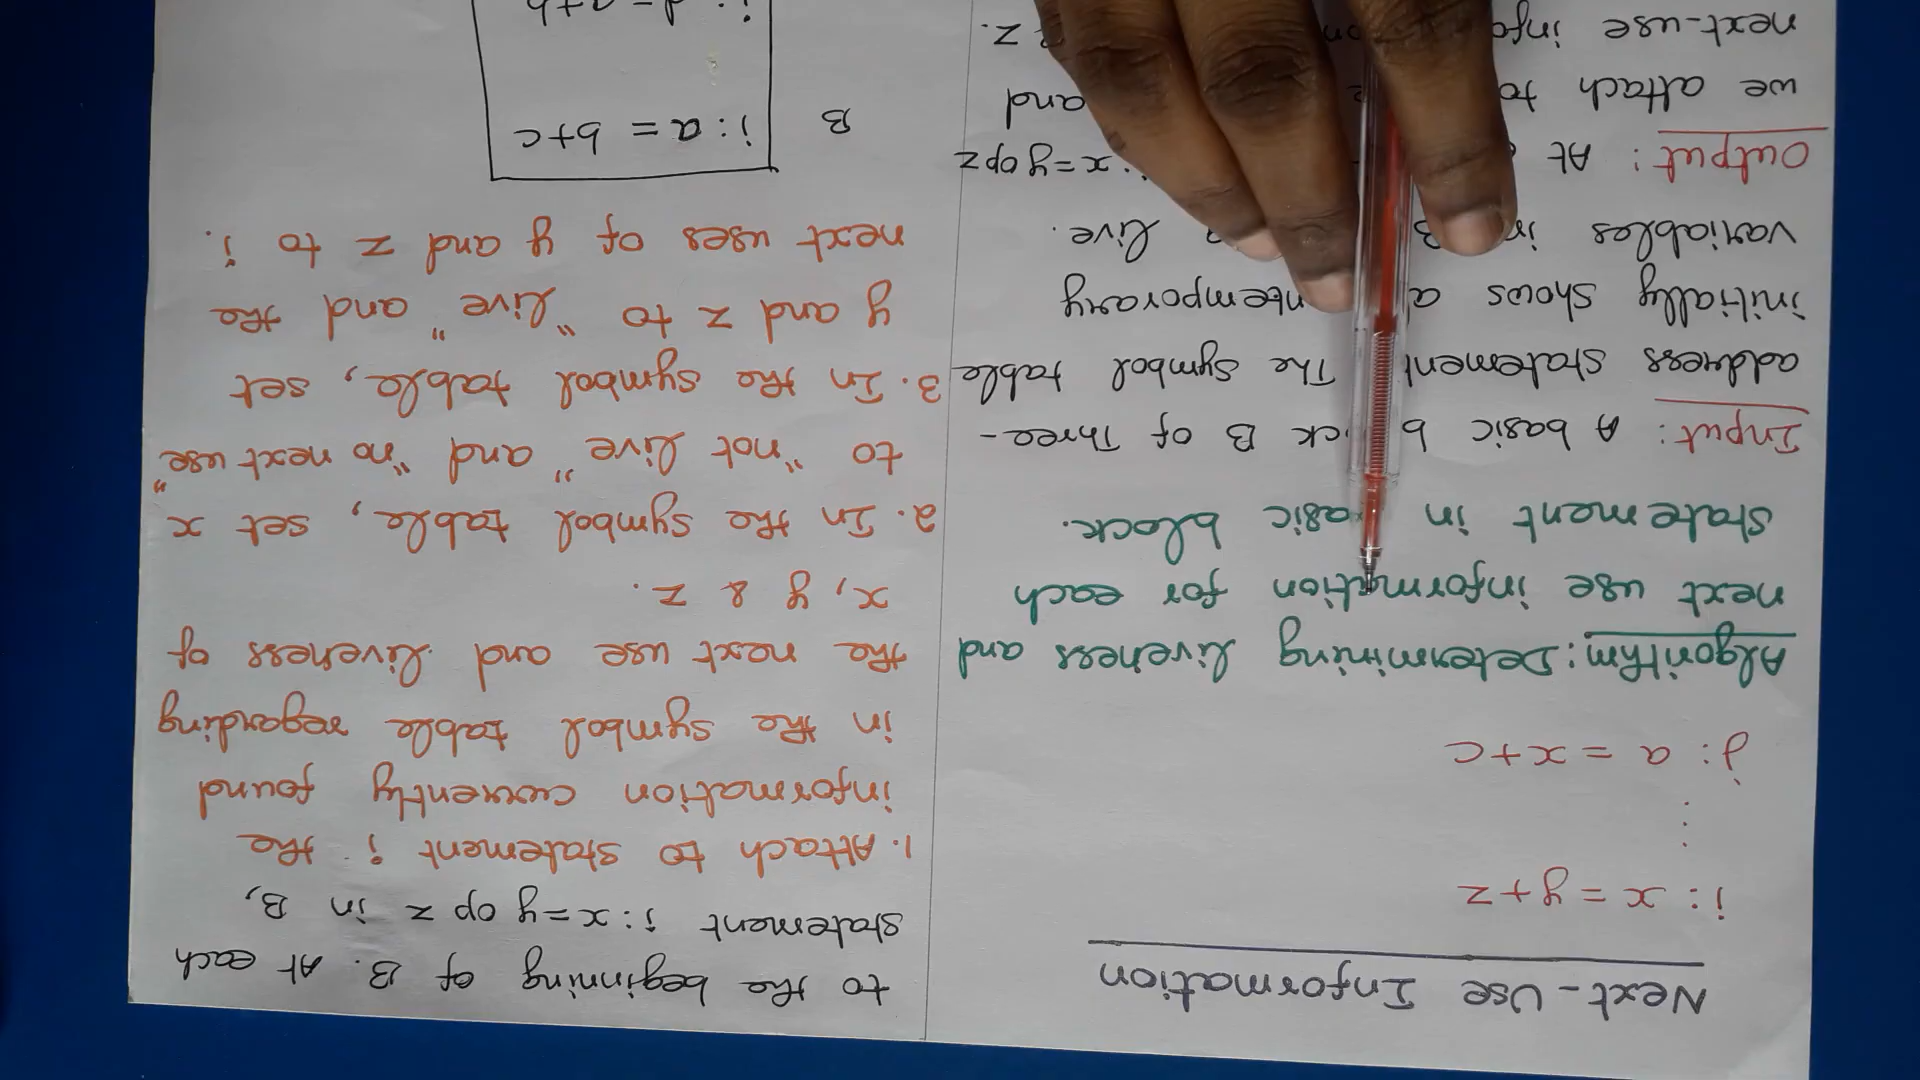 Next-Use Information
i: x = y+z
j: a = x+c
Algorithm: Determining liveness and
next use information for each
statement in basic block.
Input: A basic b ck B of Three-
address statement The symbol table
initially shows a ntemporary
variables in B live.
Output: At i: x=y op z
we attach to and
next-use info z.
to the beginning of B. At each
statement i: x=y op z in B,
1. Attach to statement i the
information currently found
in the symbol table regarding
the next use and liveness of
x, y & z.
2. In the symbol table, set x
to "not live" and "no next use"
3. In the symbol table, set
y and z to "live" and the
next uses of y and z to i.
B
i: a = b+c